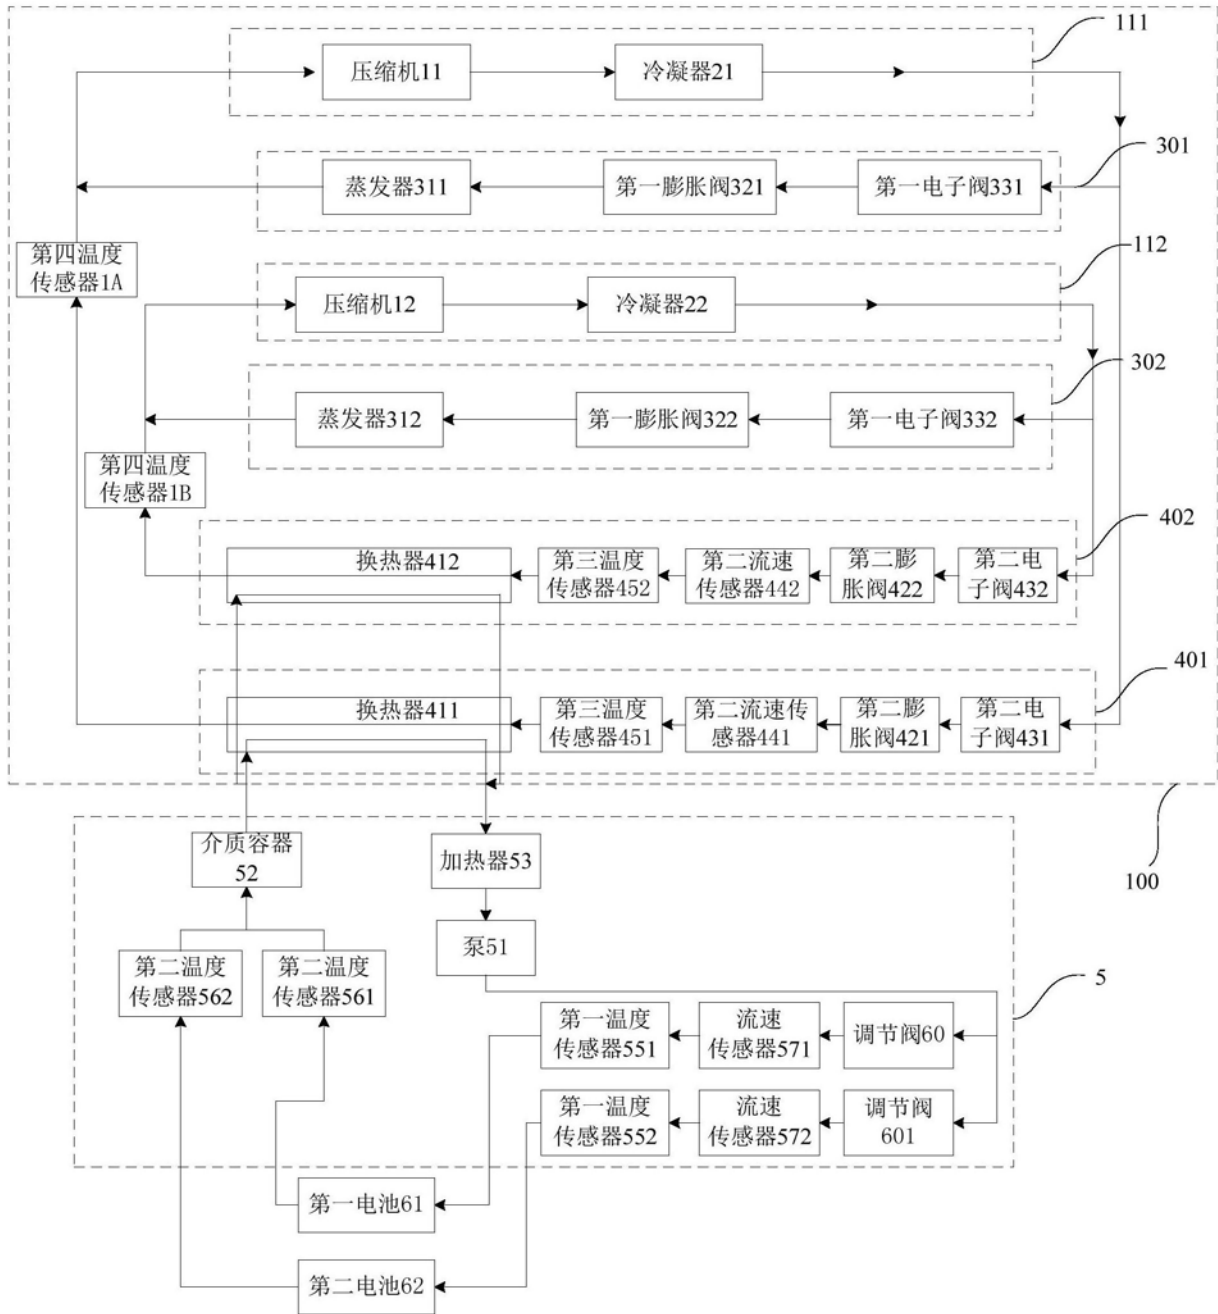 111
压缩机11
冷凝器21
301
蒸发器311
第一膨胀阀321
第一电子阀331
112
第四温度
传感器1A
压缩机12
冷凝器22
302
蒸发器312
第一膨胀阀322
第一电子阀332
第四温度
传感器1B
402
换热器412
第三温度
传感器452
第二流速
传感器442
第二膨
胀阀422
第二电
子阀432
401
换热器411
第三温度
传感器451
第二流速传
感器441
第二膨
胀阀421
第二电
子阀431
100
介质容器
52
加热器53
泵51
第二温度
传感器562
第二温度
传感器561
5
第一温度
传感器551
流速
传感器571
调节阀60
第一温度
传感器552
流速
传感器572
调节阀
601
第一电池61
第二电池62